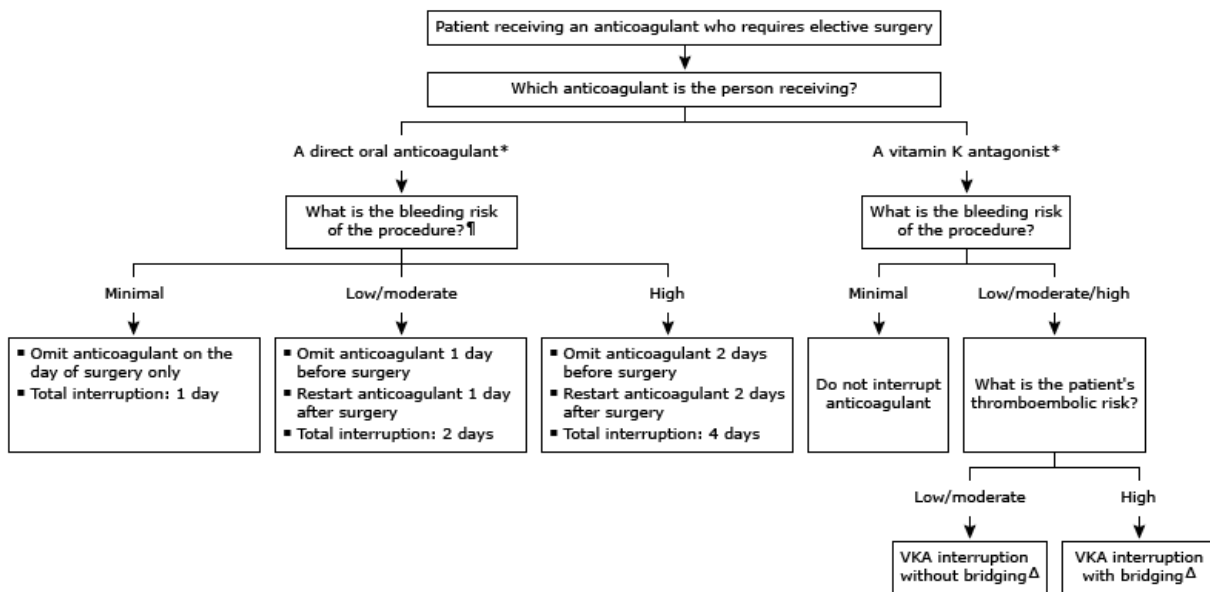 Patient receiving an anticoagulant who requires elective surgery
Which anticoagulant is the person receiving?
A direct oral anticoagulant*
A vitamin K antagonist*
What is the bleeding risk
of the procedure?¶
What is the bleeding risk
of the procedure?
Minimal
Low/moderate
High
Minimal
Low/moderate/high
▪ Omit anticoagulant on the
day of surgery only
▪ Total interruption: 1 day
▪ Omit anticoagulant 1 day
before surgery
▪ Restart anticoagulant 1 day
after surgery
▪ Total interruption: 2 days
▪ Omit anticoagulant 2 days
before surgery
▪ Restart anticoagulant 2 days
after surgery
▪ Total interruption: 4 days
Do not interrupt
anticoagulant
What is the patient's
thromboembolic risk?
Low/moderate
High
VKA interruption
without bridgingΔ
VKA interruption
with bridgingΔ